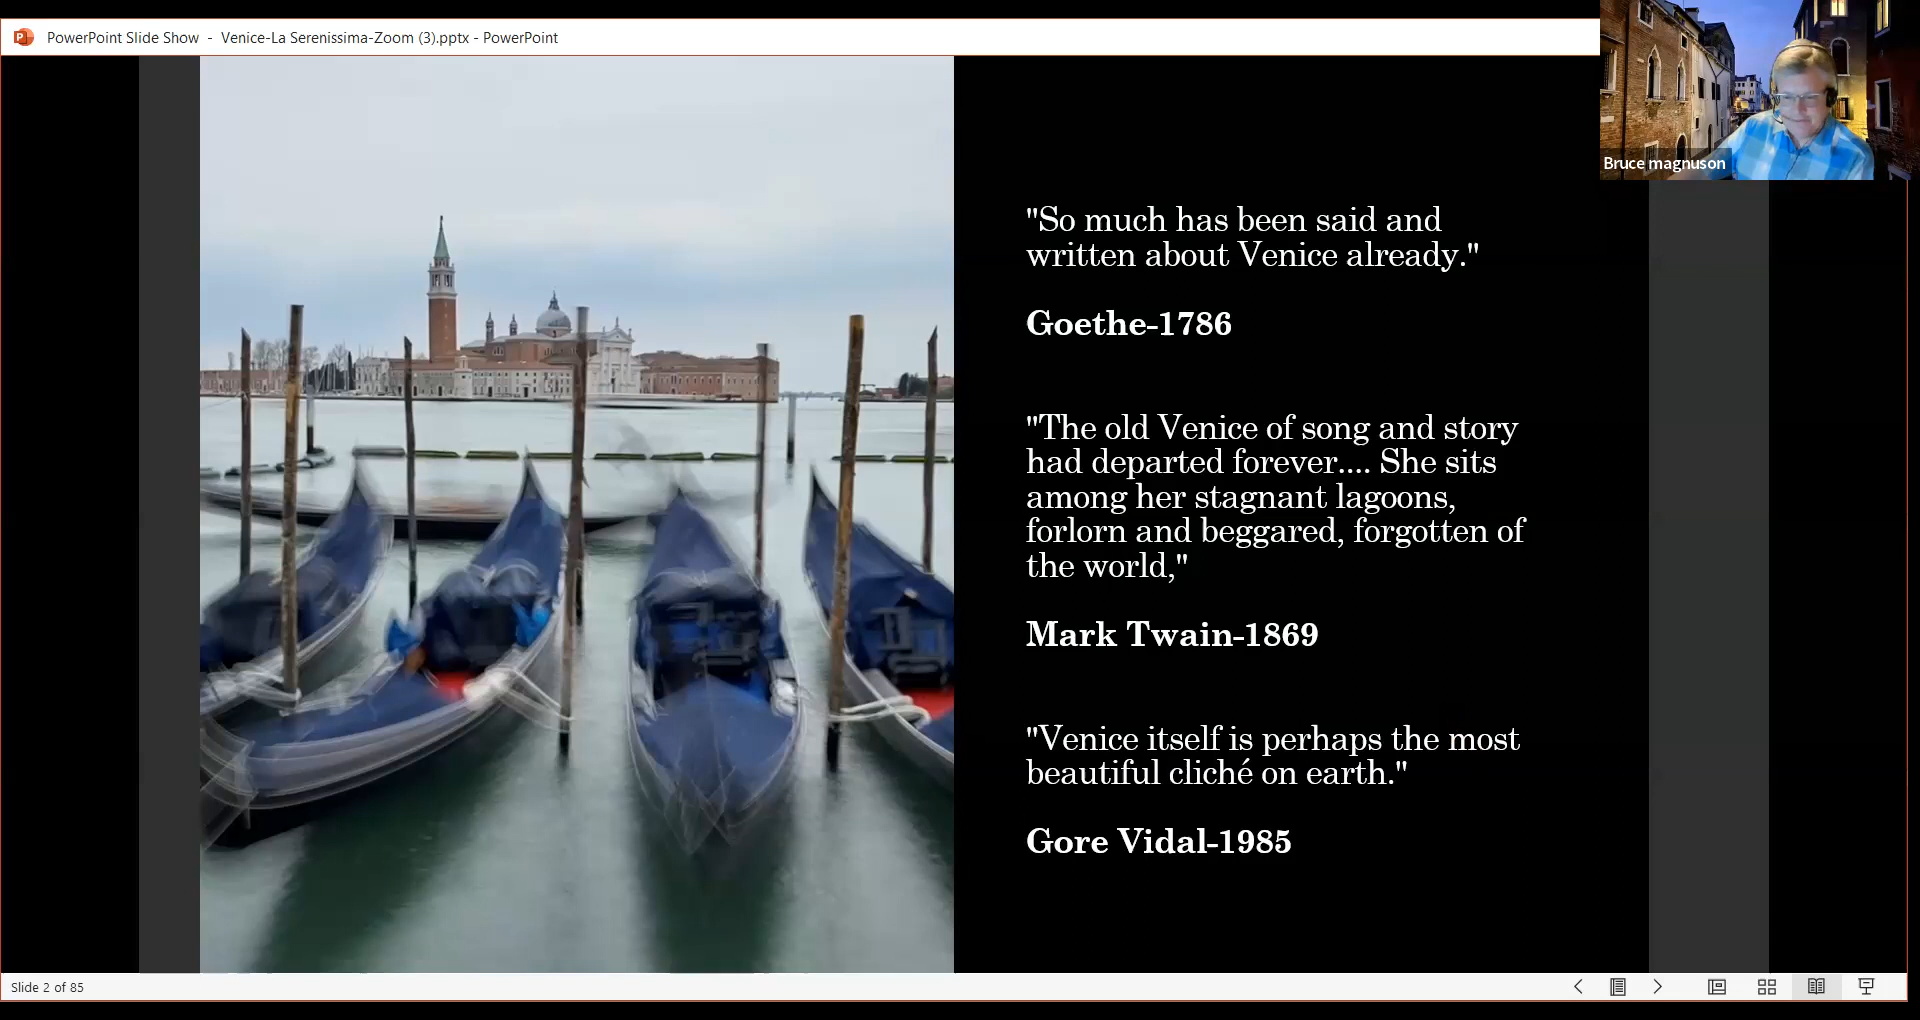 PowerPoint Slide Show - Venice-La Serenissima-Zoom (3).pptx - PowerPoint
Bruce magnuson
"So much has been said and
written about Venice already."
Goethe-1786
"The old Venice of song and story
had departed forever.... She sits
among her stagnant lagoons,
forlorn and beggared, forgotten of
the world,"
Mark Twain-1869
"Venice itself is perhaps the most
beautiful cliché on earth."
Gore Vidal-1985
Slide 2 of 85